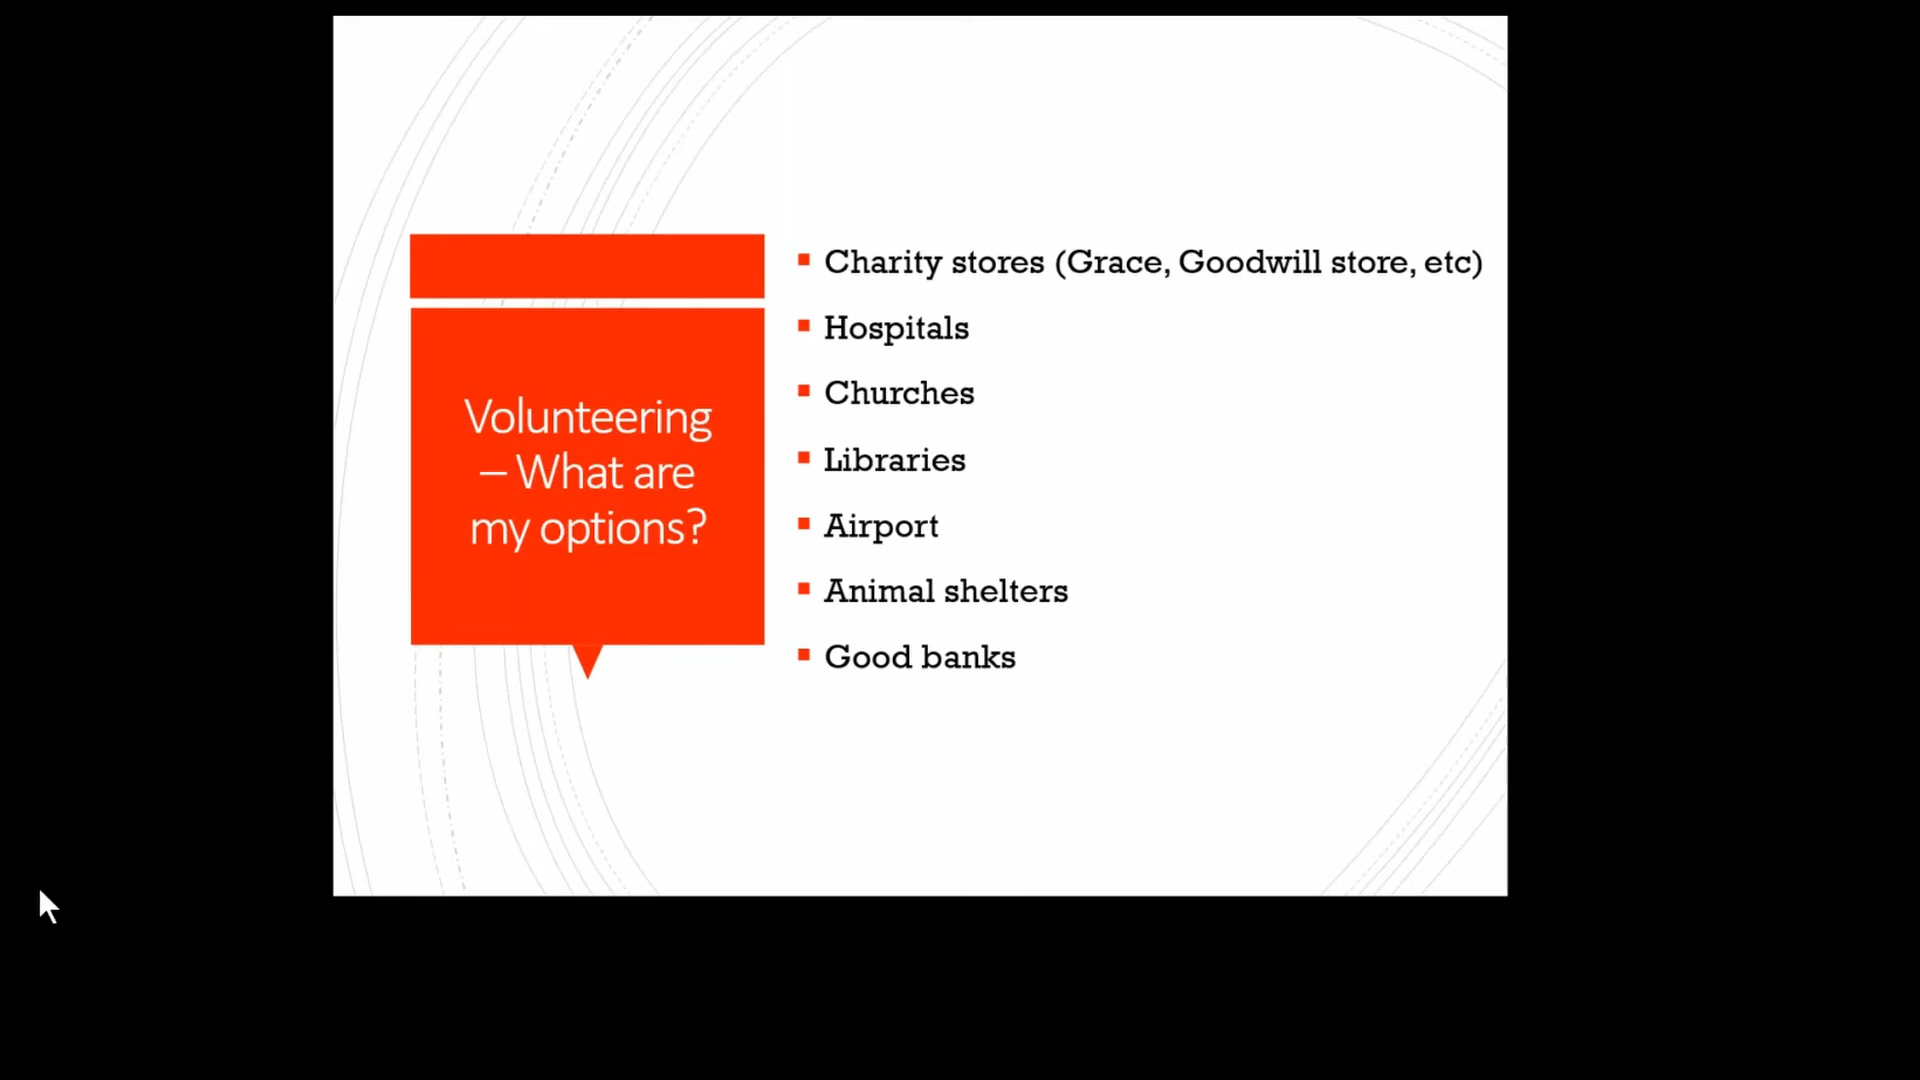 Volunteering
– What are
my options?
Charity stores (Grace, Goodwill store, etc)
Hospitals
Churches
Libraries
Airport
Animal shelters
Good banks